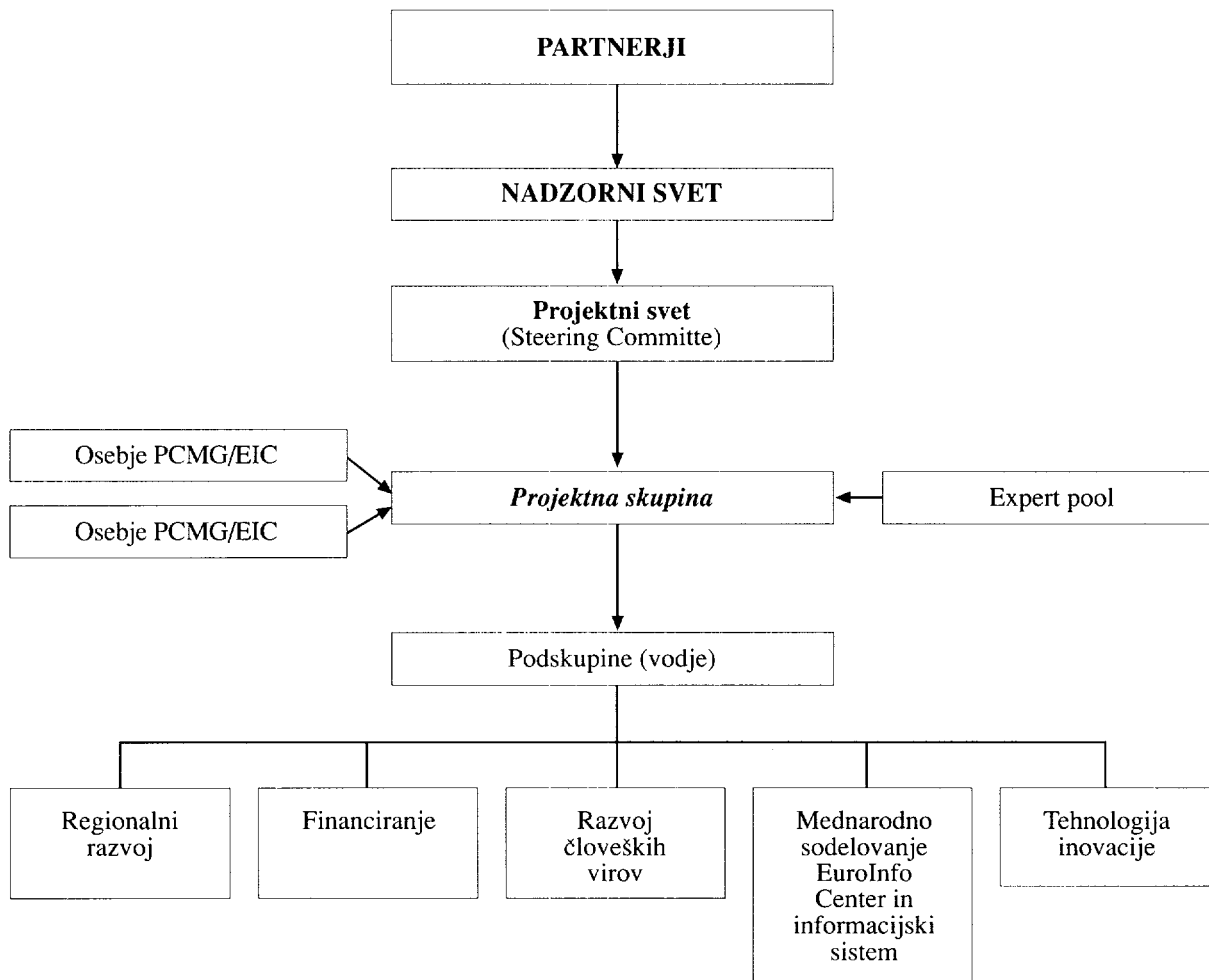 PARTNERJI
NADZORNI SVET
Projektni svet
(Steering Committe)
Osebje PCMG/EIC
Projektna skupina
Expert pool
Osebje PCMG/EIC
Podskupine (vodje)
Regionalni
razvoj
Financiranje
Razvoj
človeških
virov
Mednarodno
sodelovanje
EuroInfo
Center in
informacijski
sistem
Tehnologija
inovacije